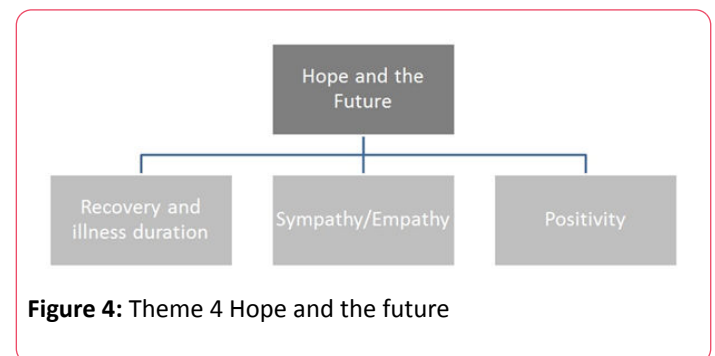 Hope and the
Future
Recovery and
illness duration
Sympathy/Empathy
Positivity
Figure 4: Theme 4 Hope and the future